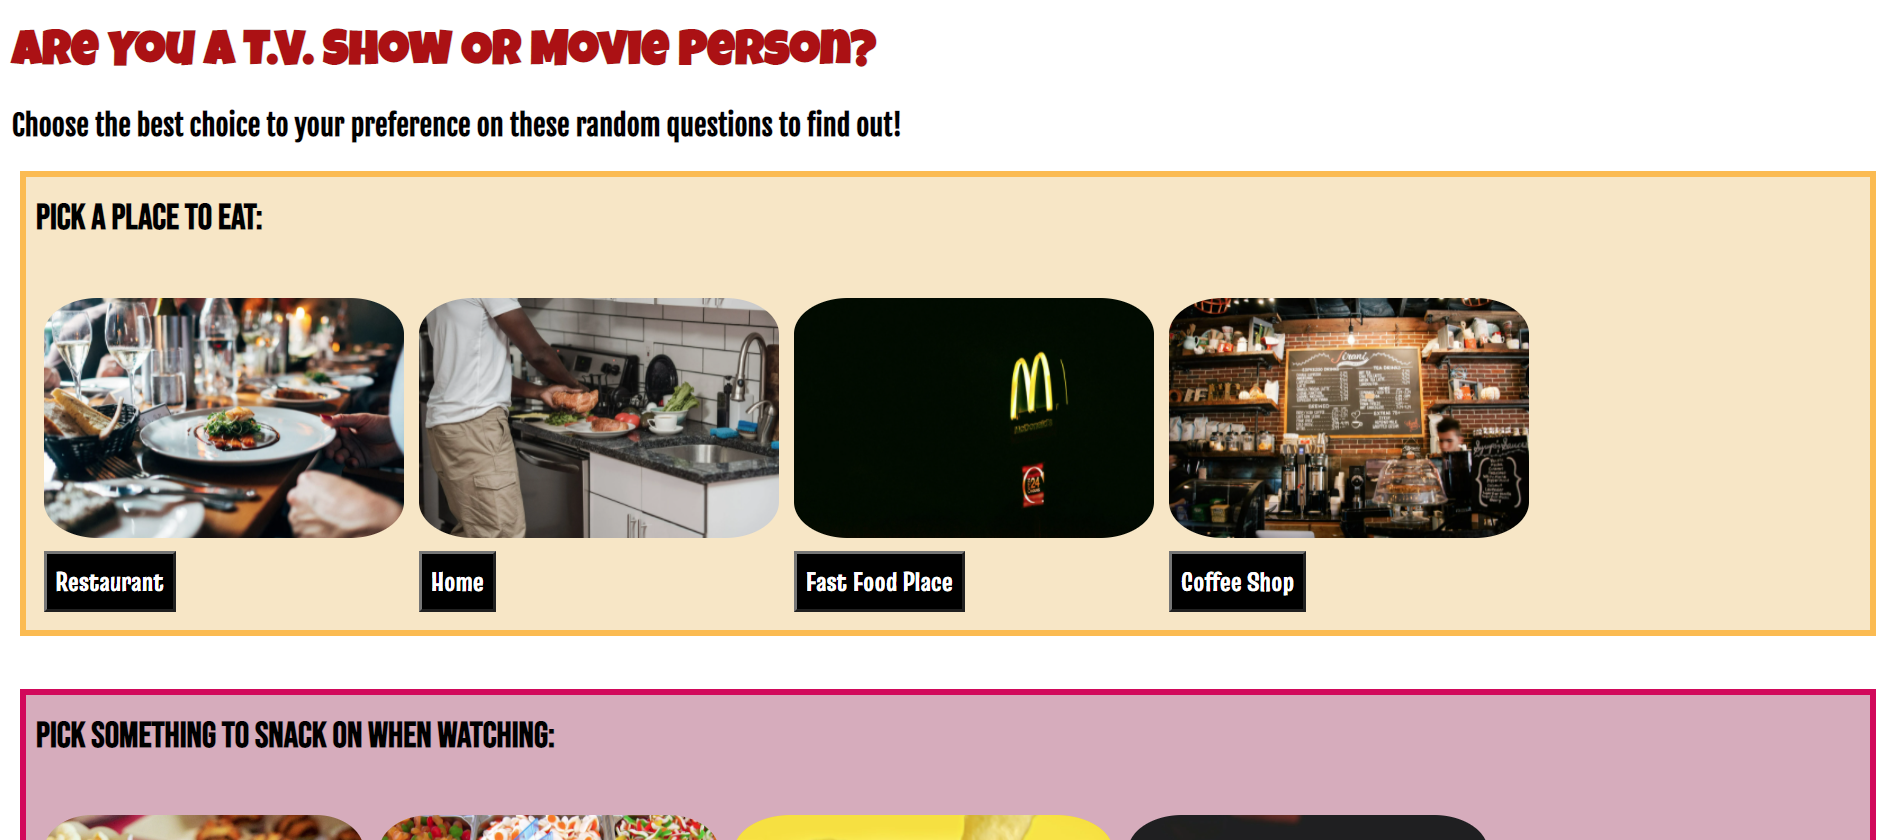 Are You A T.V. Show or Movie Person?
Choose the best choice to your preference on these random questions to find out!
PICK A PLACE TO EAT:
Restaurant
Home
Fast Food Place
Coffee Shop
PICK SOMETHING TO SNACK ON WHEN WATCHING: